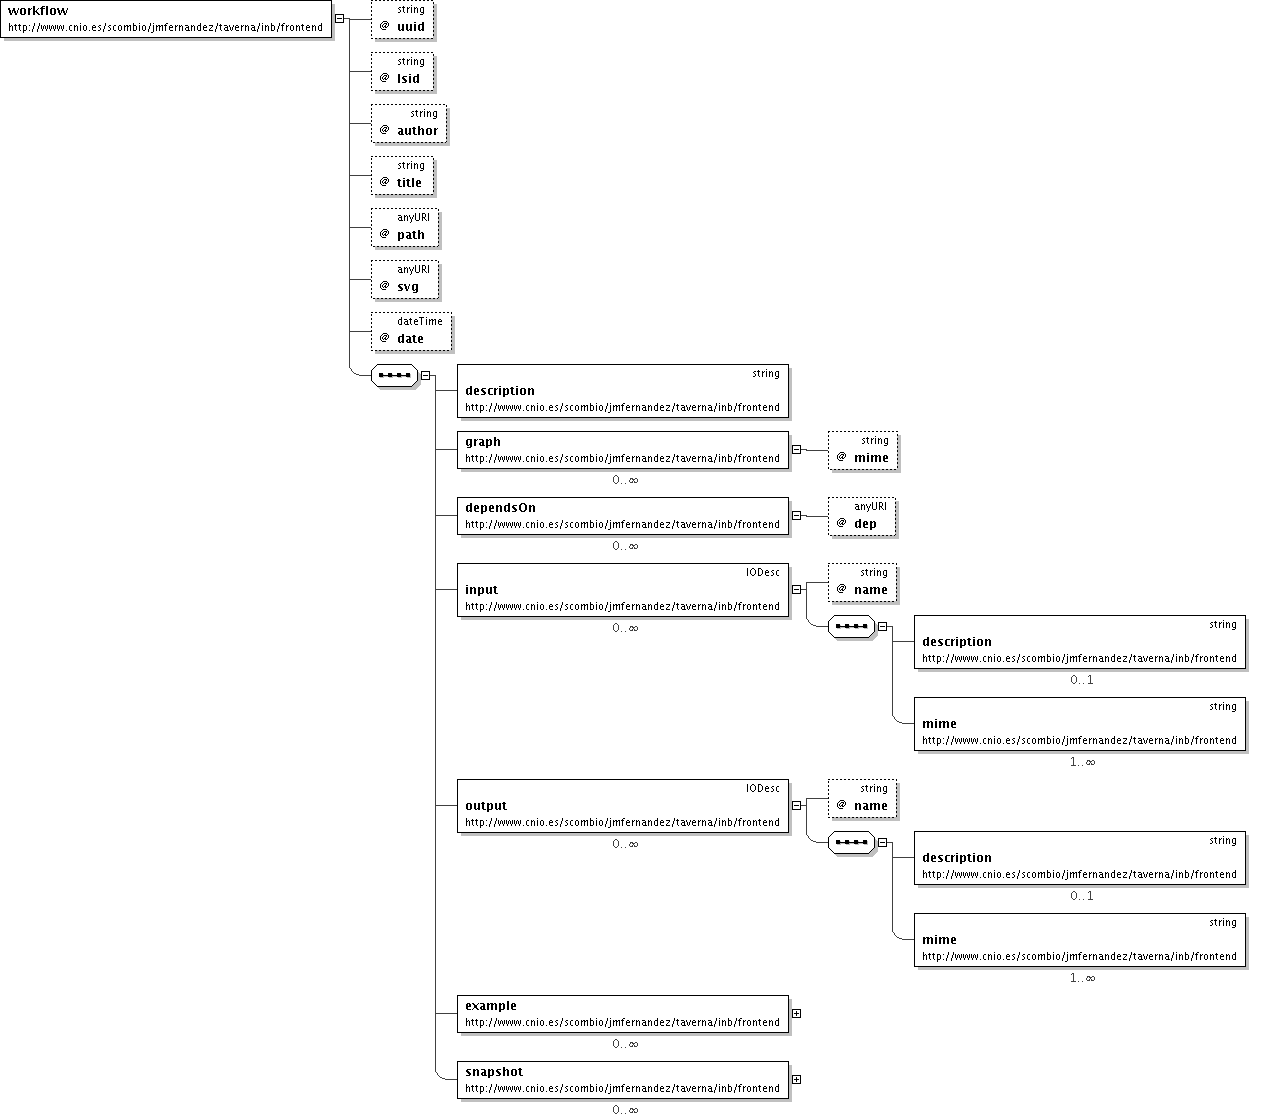 workflow
http://www.cnio.es/scombio/jmfernandez/taverna/inb/frontend
string
@ uuid
string
@ lsid
string
@ author
string
@ title
anyURI
@ path
anyURI
@ svg
dateTime
@ date
string
description
http://www.cnio.es/scombio/jmfernandez/taverna/inb/frontend
graph
http://www.cnio.es/scombio/jmfernandez/taverna/inb/frontend
0..∞
string
@ mime
dependsOn
http://www.cnio.es/scombio/jmfernandez/taverna/inb/frontend
0..∞
anyURI
@ dep
IODesc
input
http://www.cnio.es/scombio/jmfernandez/taverna/inb/frontend
0..∞
string
@ name
string
description
http://www.cnio.es/scombio/jmfernandez/taverna/inb/frontend
0..1
string
mime
http://www.cnio.es/scombio/jmfernandez/taverna/inb/frontend
1..∞
IODesc
output
http://www.cnio.es/scombio/jmfernandez/taverna/inb/frontend
0..∞
string
@ name
string
description
http://www.cnio.es/scombio/jmfernandez/taverna/inb/frontend
0..1
string
mime
http://www.cnio.es/scombio/jmfernandez/taverna/inb/frontend
1..∞
example
http://www.cnio.es/scombio/jmfernandez/taverna/inb/frontend
0..∞
snapshot
http://www.cnio.es/scombio/jmfernandez/taverna/inb/frontend
0..∞